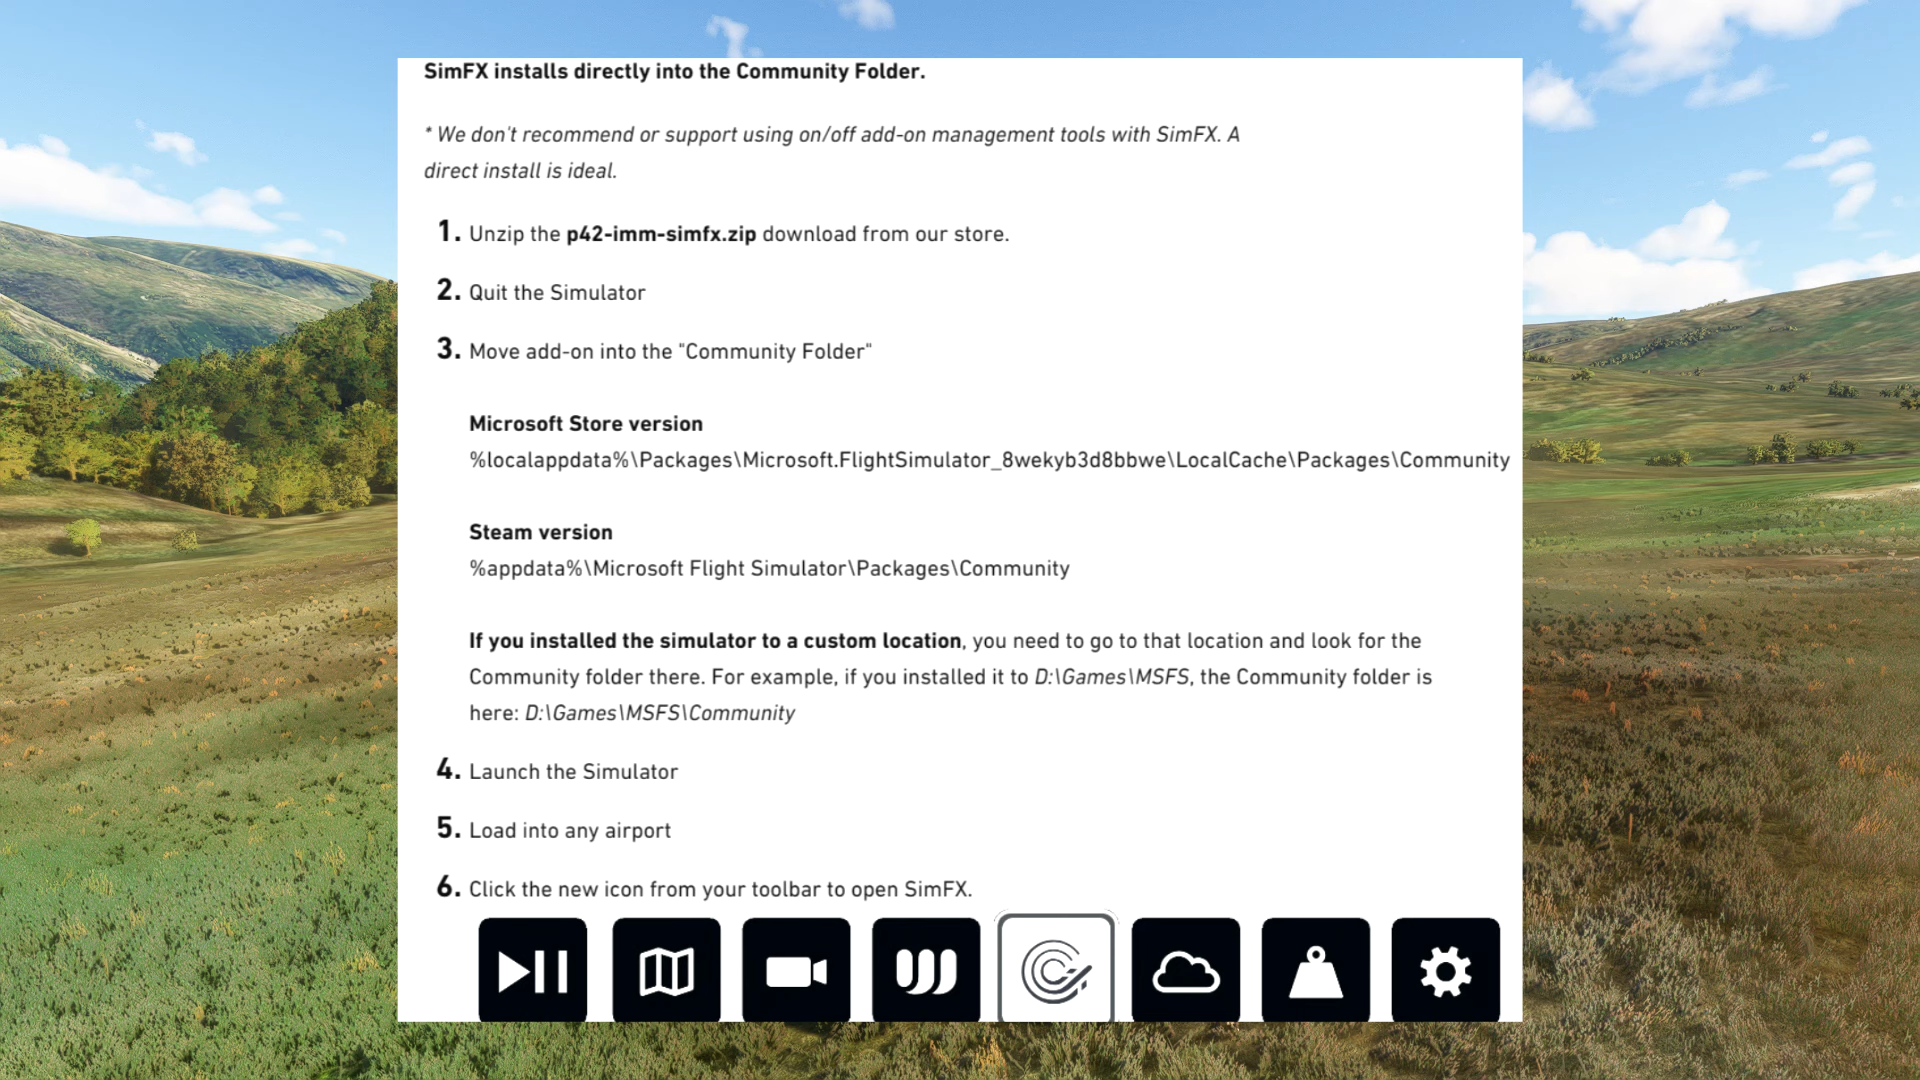 SimFX installs directly into the Community Folder.
* We don't recommend or support using on/off add-on management tools with SimFX. A
direct install is ideal.
1. Unzip the p42-imm-simfx.zip download from our store.
2. Quit the Simulator
3. Move add-on into the "Community Folder"
Microsoft Store version
%localappdata%\Packages\Microsoft.FlightSimulator_8wekyb3d8bbwe\LocalCache\Packages\Community
Steam version
%appdata%\Microsoft Flight Simulator\Packages\Community
If you installed the simulator to a custom location, you need to go to that location and look for the
Community folder there. For example, if you installed it to D:\Games\MSFS, the Community folder is
here: D:\Games\MSFS\Community
4. Launch the Simulator
5. Load into any airport
6. Click the new icon from your toolbar to open SimFX.